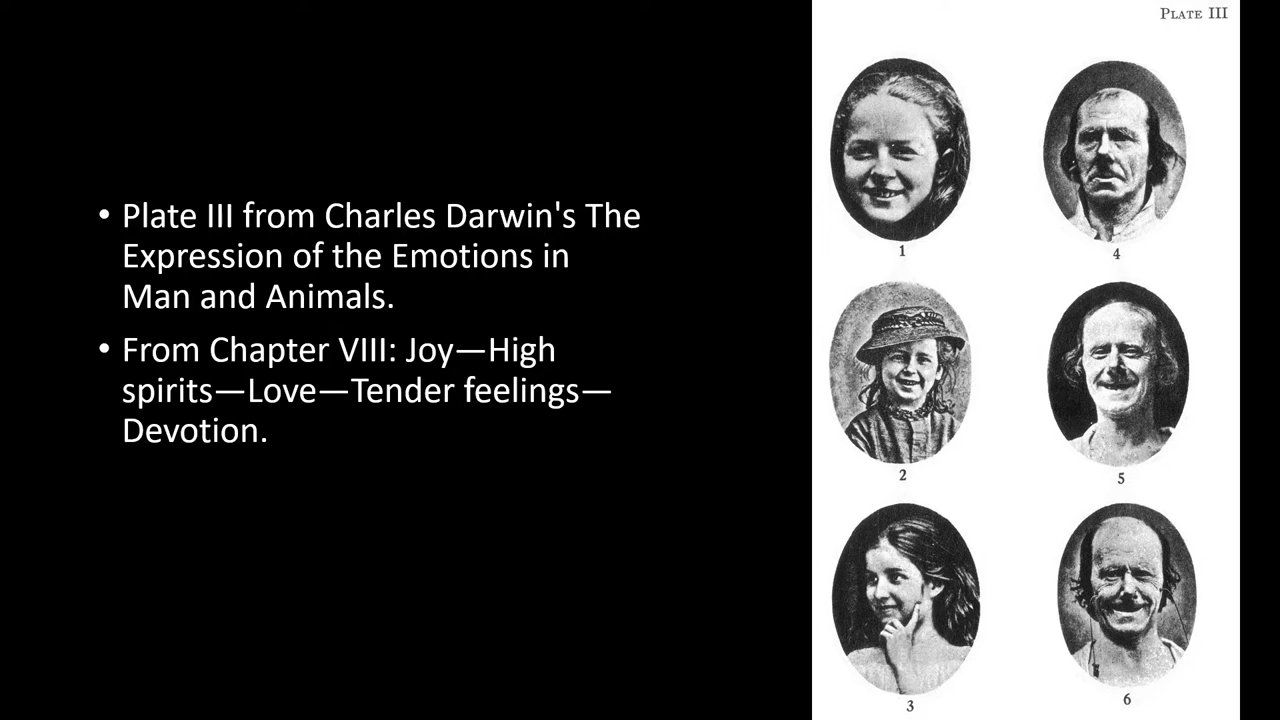 • Plate III from Charles Darwin's The
Expression of the Emotions in
Man and Animals.
• From Chapter VIII: Joy—High
spirits—Love—Tender feelings—
Devotion.
PLATE III
1
4
2
5
3
6